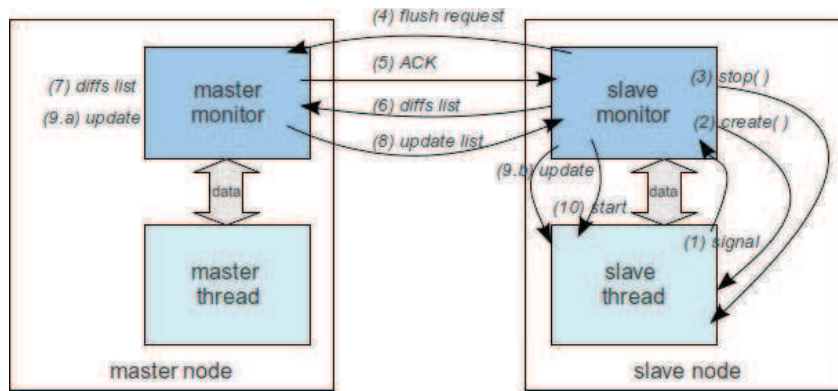 (4) flush request
(5) ACK
(6) diffs list
(8) update list
(7) diffs list
(9.a) update
master
monitor
slave
monitor
(3) stop( )
(2) create( )
(9.b) update
(10) start
(1) signal
data
data
master
thread
slave
thread
master node
slave node